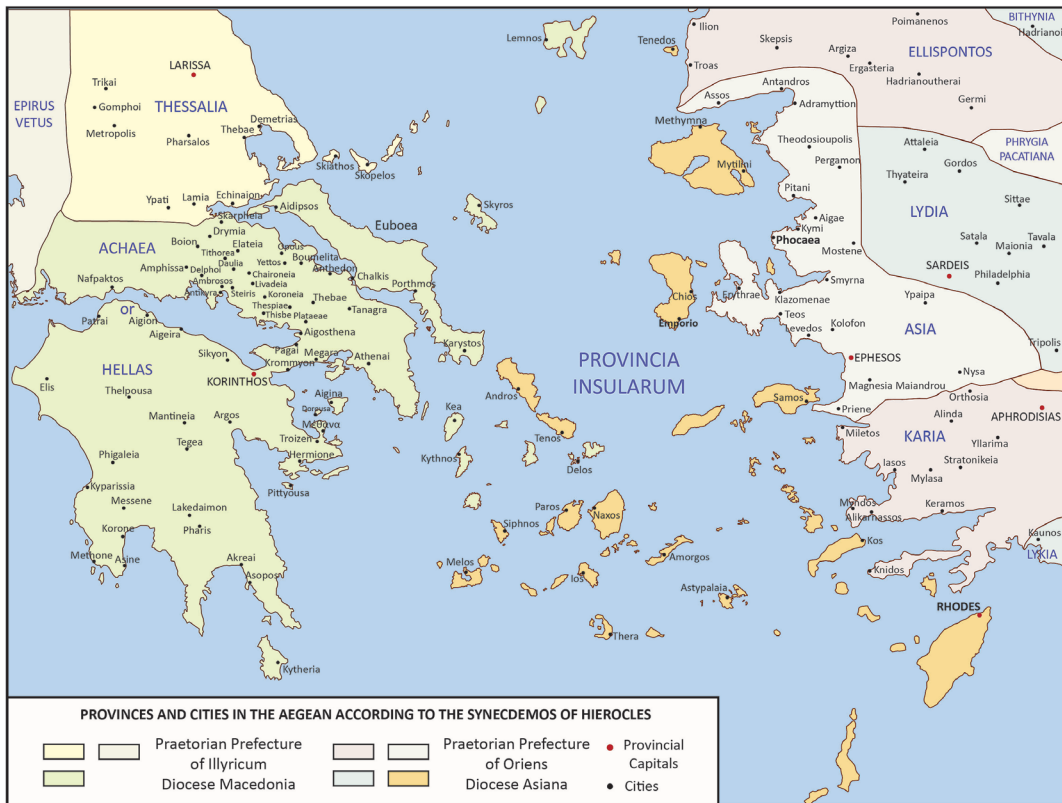 Lemnos
Tenedos
Ilion
Skepsis
Troas
Poimanenos
BITHYNIA
Hadrianoi
ELLISPONTOS
Argiza
Ergasteria
Hadrianoutherai
Germi
LARISSA
Trikai
Gomphoi
THESSALIA
Metropolis
Pharsalos
Thebae
Demetrias
EPIRUS
VETUS
Skiathos
Skopelos
Antandros
Assos
Adramyttion
Methymna
Mytilini
Theodosioupolis
Pergamon
Pitani
Attaleia
Gordos
Thyateira
PHRYGIA
PACATIANA
Ypati
Lamia
Echinaion
Skarpheia
Aidipsos
Skyros
Euboea
Aigae
Kymi
Phocaea
Mostene
LYDIA
Sittae
Satala
Tavala
Maionia
Philadelphia
SARDEIS
ACHAEA
Drymia
Boion
Elateia
Opous
Tithorea
Yettos
Boumelita
Anthedon
Amphissa
Delphoi
Daulia
Chaironeia
Chalkis
Nafpaktos
Ambrosos
Livadeia
Antikyra
Steiris
Koroneia
Thebae
Porthmos
Thespiae
Thisbe
Plataeae
Tanagra
or
Patrai
Aigion
Aigeira
Aigosthena
Pagai
Megara
Sikyon
Krommyon
Athenai
Karystos
HELLAS
KORINTHOS
Elis
Thelpousa
Chios
Emporio
Erythrae
Klazomenae
Smyrna
Teos
Levedos
Kolofon
Ypaipa
ASIA
Tripolis
PROVINCIA
INSULARUM
EPHESOS
Magnesia Maiandrou
Nysa
Orthosia
Aigina
Dorousa
Μέθανα
Mantineia
Argos
Troizen
Tegea
Hermione
Phigaleia
Pittyousa
Kea
Kythnos
Andros
Tenos
Delos
Samos
Priene
Miletos
Alinda
APHRODISIAS
KARIA
Yllarima
Iasos
Mylasa
Stratonikeia
Kyparissia
Messene
Lakedaimon
Pharis
Korone
Methone
Asine
Akreai
Asopos
Kytheria
Paros
Naxos
Siphnos
Melos
Ios
Amorgos
Astypalaia
Thera
Myndos
Alikarnassos
Keramos
Kos
Knidos
Kaunos
LYKIA
RHODES
PROVINCES AND CITIES IN THE AEGEAN ACCORDING TO THE SYNECDEMOS OF HIEROCLES
Praetorian Prefecture
of Illyricum
Diocese Macedonia
Praetorian Prefecture
of Oriens
Diocese Asiana
Provincial
Capitals
Cities